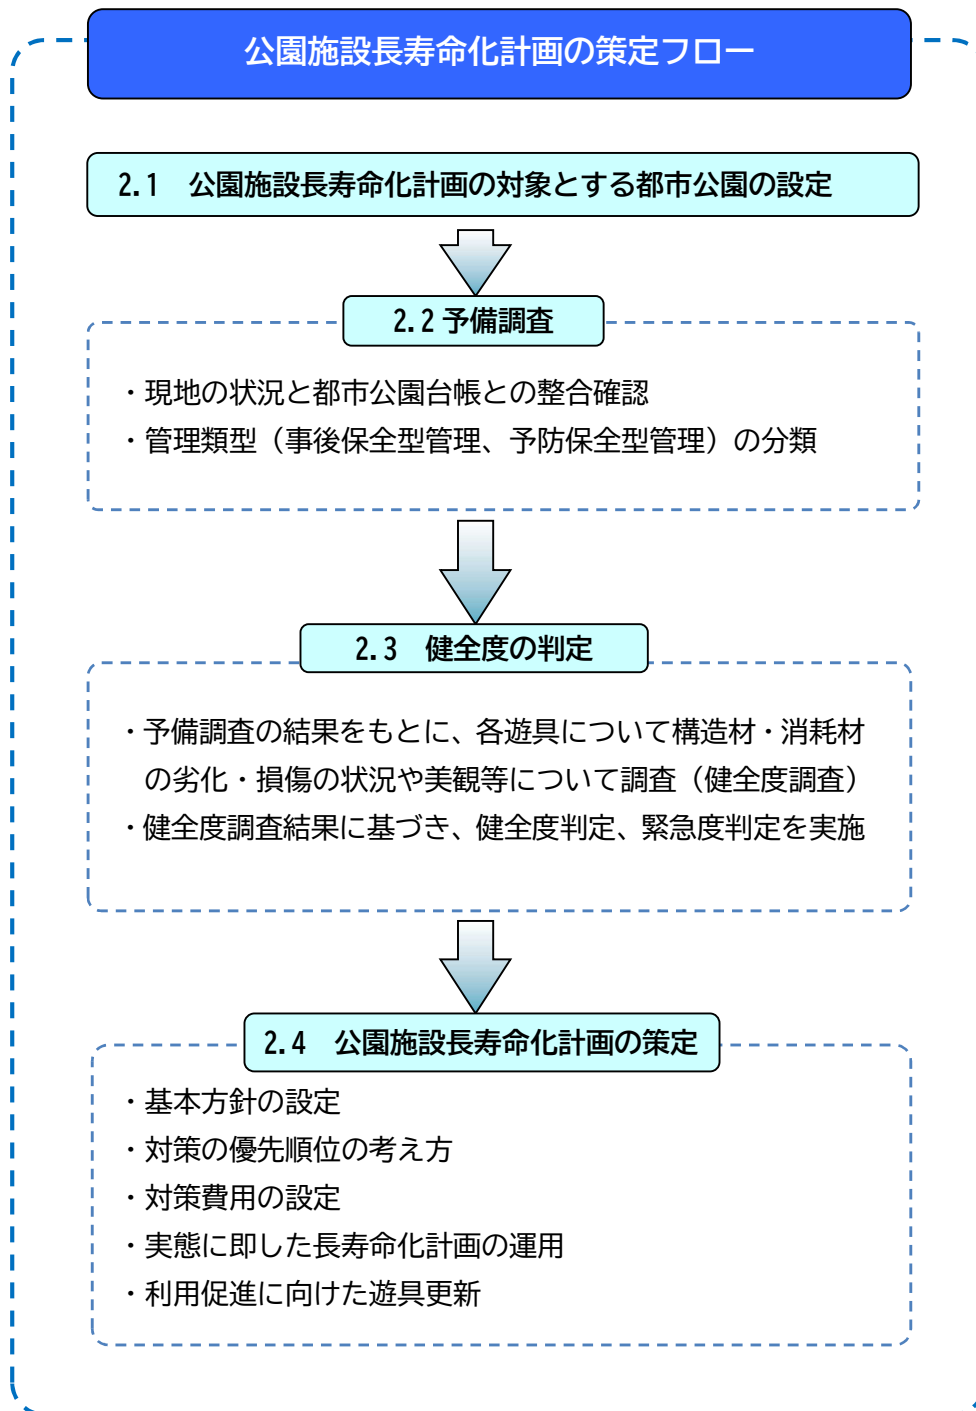 公園施設長寿命化計画の策定フロー
2.1　公園施設長寿命化計画の対象とする都市公園の設定
2.2 予備調査
・現地の状況と都市公園台帳との整合確認
・管理類型（事後保全型管理、予防保全型管理）の分類
2.3　健全度の判定
・予備調査の結果をもとに、各遊具について構造材・消耗材
の劣化・損傷の状況や美観等について調査（健全度調査）
・健全度調査結果に基づき、健全度判定、緊急度判定を実施
2.4　公園施設長寿命化計画の策定
・基本方針の設定
・対策の優先順位の考え方
・対策費用の設定
・実態に即した長寿命化計画の運用
・利用促進に向けた遊具更新